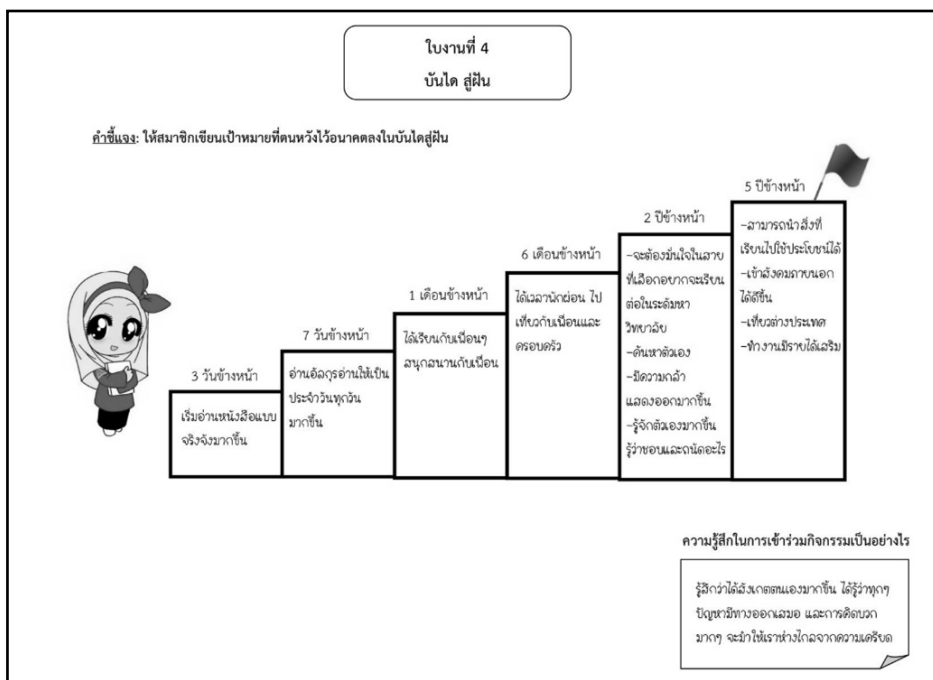 ใบงานที่ 4
บันได สู่ฝัน
คำชี้แจง: ให้สมาชิกเขียนเป้าหมายที่ตนหวังไว้อนาคตลงในบันไดสู่ฝัน
3 วันข้างหน้า
เริ่มอ่านหนังสือแบบ
จริงจังมากขึ้น
7 วันข้างหน้า
อ่านอัลกุรอ่านให้เป็น
ประจำวันทุกวัน
มากขึ้น
1 เดือนข้างหน้า
ได้เรียนกับเพื่อนๆ
สนุกสนานกับเพื่อน
6 เดือนข้างหน้า
ได้เวลาพักผ่อน ไป
เที่ยวกับเพื่อนและ
ครอบครัว
2 ปีข้างหน้า
-จะต้องมั่นใจในสาย
ที่เลือกอยากจะเรียน
ต่อในระดับมหา
วิทยาลัย
-ค้นหาตัวเอง
-มีความกล้า
แสดงออกมากขึ้น
-รู้จักตัวเองมากขึ้น
รู้ว่าชอบและถนัดอะไร
5 ปีข้างหน้า
-สามารถนำสิ่งที่
เรียนไปใช้ประโยชน์ได้
-เข้าสังคมภายนอก
ได้ดีขึ้น
-เที่ยวต่างประเทศ
-ทำงานมีรายได้เสริม
ความรู้สึกในการเข้าร่วมกิจกรรมเป็นอย่างไร
รู้สึกว่าได้สังเกตตนเองมากขึ้น ได้รู้ว่าทุกๆ
ปัญหามีทางออกเสมอ และการคิดบวก
มากๆ จะทำให้เราห่างไกลจากความเครียด